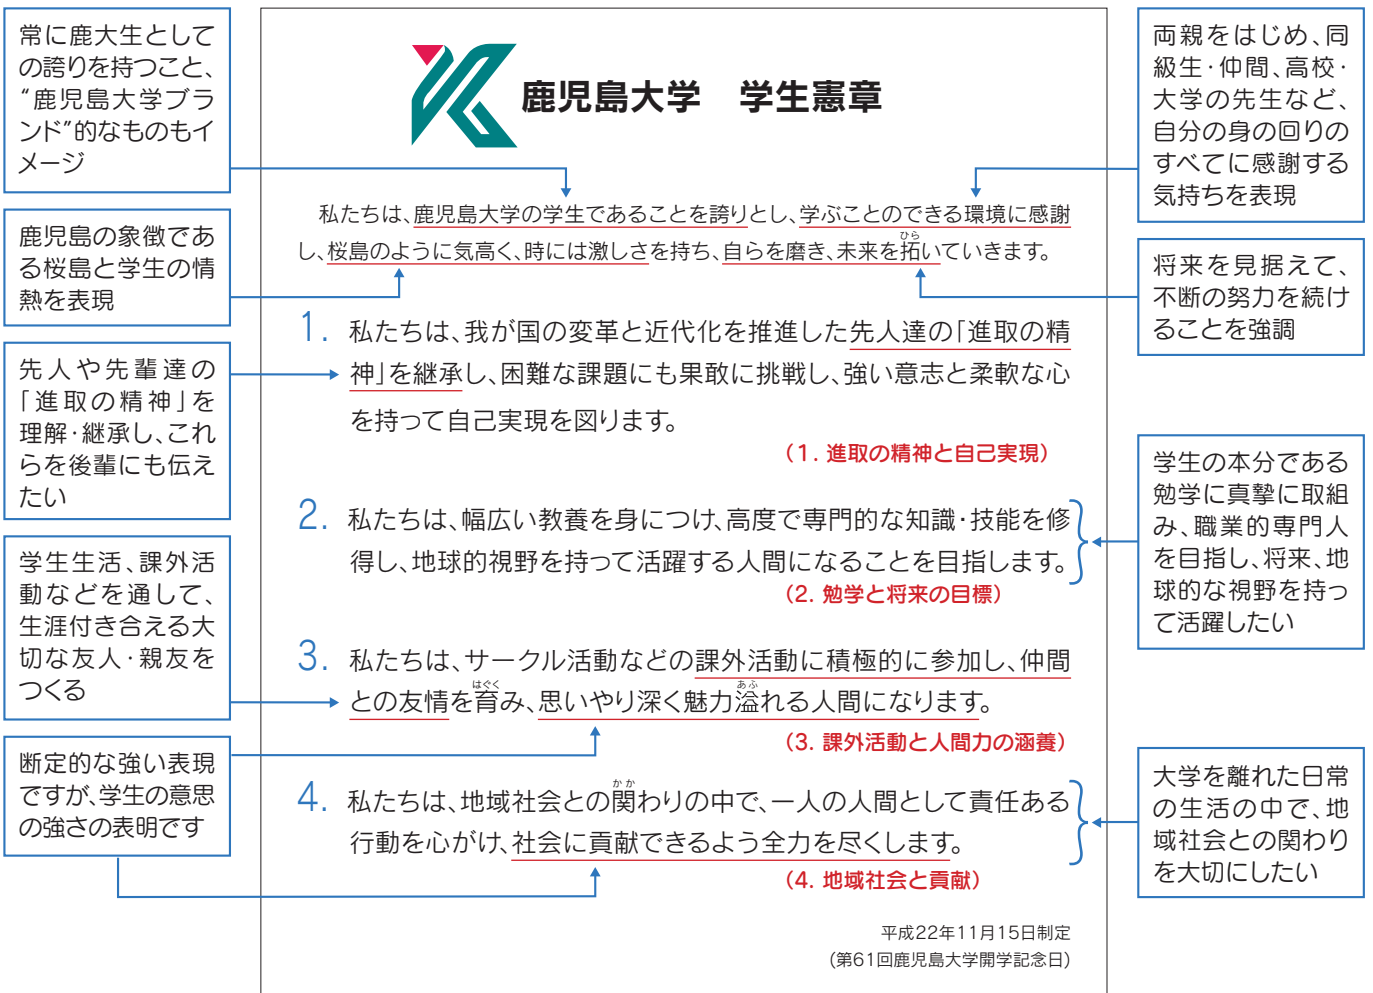 常に鹿大生として
の誇りを持つこと、
“鹿児島大学ブラ
ンド”的なものもイ
メージ
鹿児島の象徴であ
る桜島と学生の情
熱を表現
先人や先輩達の
「進取の精神」を
理解・継承し、これ
らを後輩にも伝え
たい
学生生活、課外活
動などを通して、
生涯付き合える大
切な友人・親友を
つくる
断定的な強い表現
ですが、学生の意思
の強さの表明です
鹿児島大学　学生憲章
私たちは、鹿児島大学の学生であることを誇りとし、学ぶことのできる環境に感謝
ひら
し、桜島のように気高く、時には激しさを持ち、自らを磨き、未来を拓いていきます。
1. 私たちは、我が国の変革と近代化を推進した先人達の「進取の精
神」を継承し、困難な課題にも果敢に挑戦し、強い意志と柔軟な心
を持って自己実現を図ります。
（1. 進取の精神と自己実現）
2. 私たちは、幅広い教養を身につけ、高度で専門的な知識・技能を修
得し、地球的視野を持って活躍する人間になることを目指します。
（2. 勉学と将来の目標）
3. 私たちは、サークル活動などの課外活動に積極的に参加し、仲間
はぐく あふ
との友情を育み、思いやり深く魅力溢れる人間になります。
（3. 課外活動と人間力の涵養）
かか
4. 私たちは、地域社会との関わりの中で、一人の人間として責任ある
行動を心がけ、社会に貢献できるよう全力を尽くします。
（4. 地域社会と貢献）
平成22年11月15日制定
(第61回鹿児島大学開学記念日)
両親をはじめ、同
級生・仲間、高校・
大学の先生など、
自分の身の回りの
すべてに感謝する
気持ちを表現
将来を見据えて、
不断の努力を続け
ることを強調
学生の本分である
勉学に真摯に取組
み、職業的専門人
を目指し、将来、地
球的な視野を持っ
て活躍したい
大学を離れた日常
の生活の中で、地
域社会との関わり
を大切にしたい